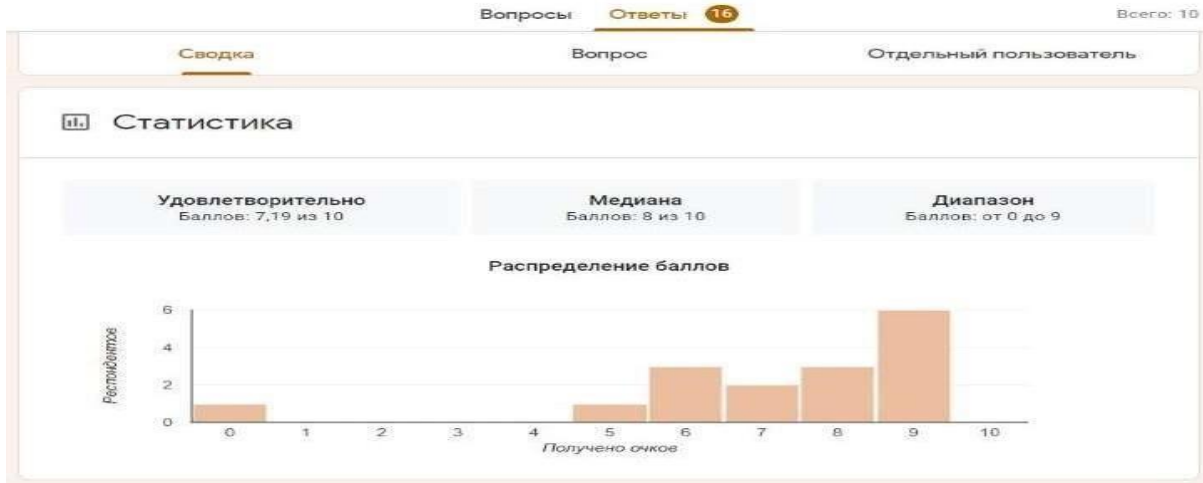 Вопросы Ответы 16 Всего: 10
Сводка Вопрос Отдельный пользователь
Статистика
Удовлетворительно Медиана Диапазон
Баллов: 7,19 из 10 Баллов: 8 из 10 Баллов: от 0 до 9
Распределение баллов
6
4
2
0
Респондентов
0 1 2 3 4 5 6 7 8 9 10
Получено очков